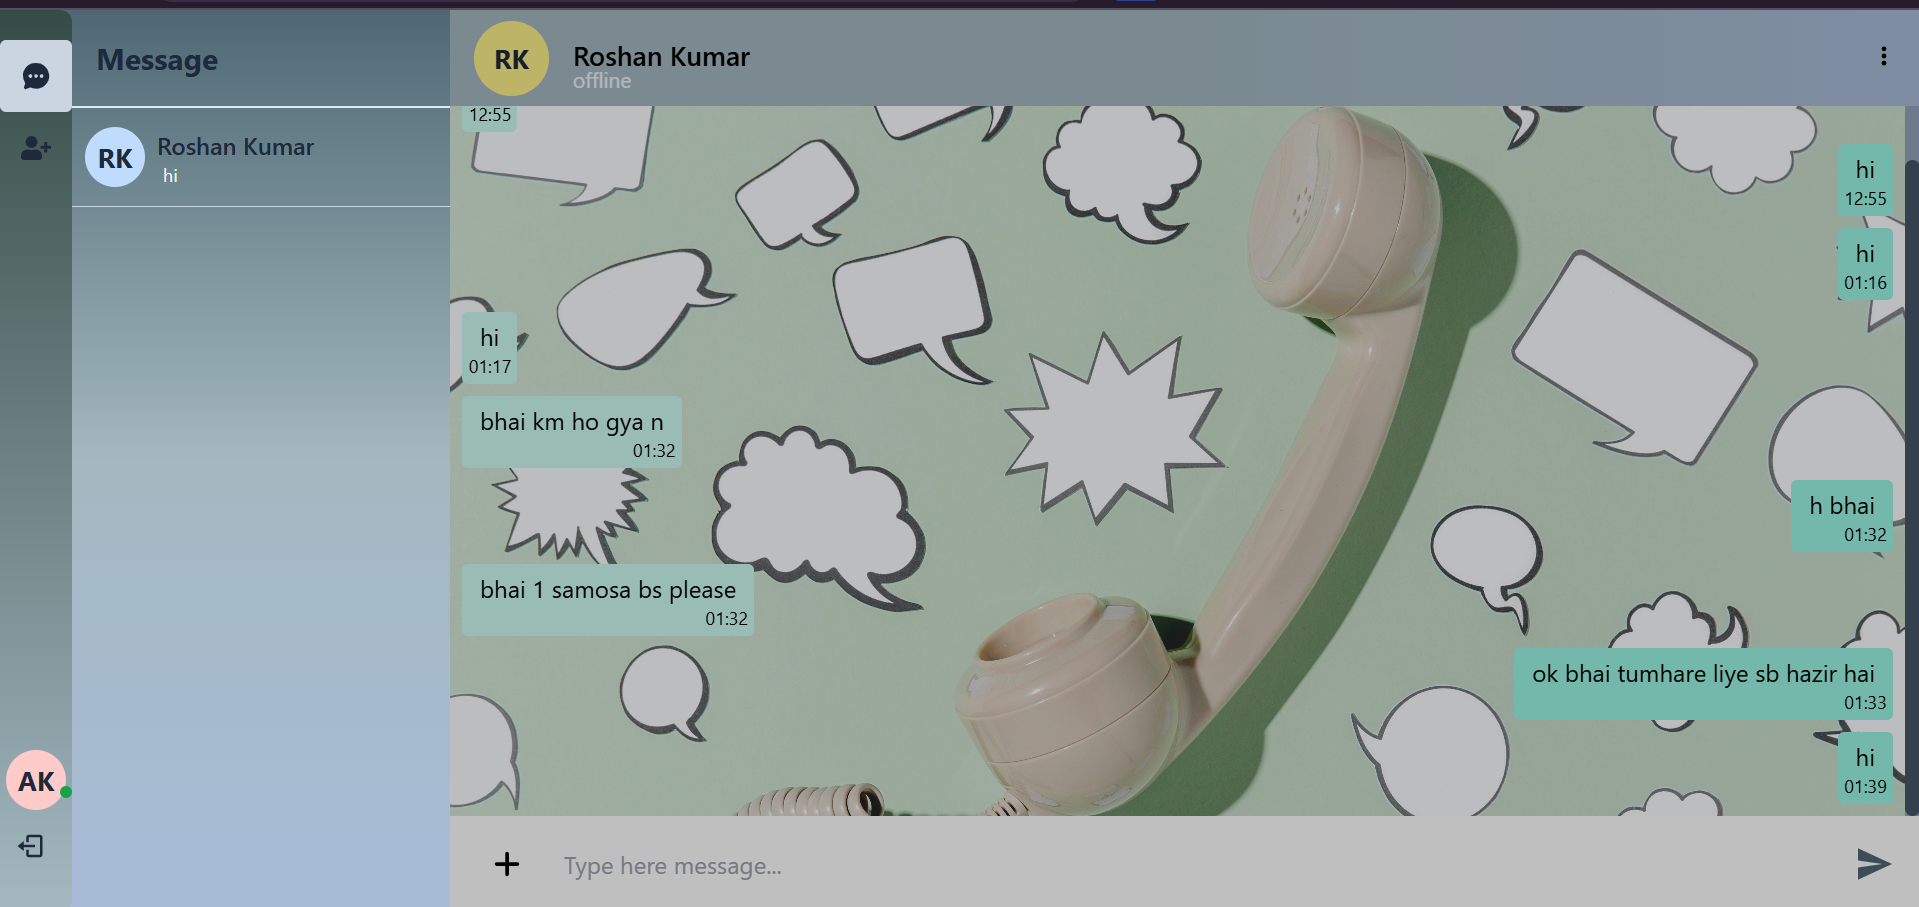 Message
RK
Roshan Kumar
hi
AK
RK
Roshan Kumar
offline
12:55
hi
12:55
hi
01:16
hi
01:17
bhai km ho gya n
01:32
h bhai
01:32
bhai 1 samosa bs please
01:32
ok bhai tumhare liye sb hazir hai
01:33
hi
01:39
Type here message...